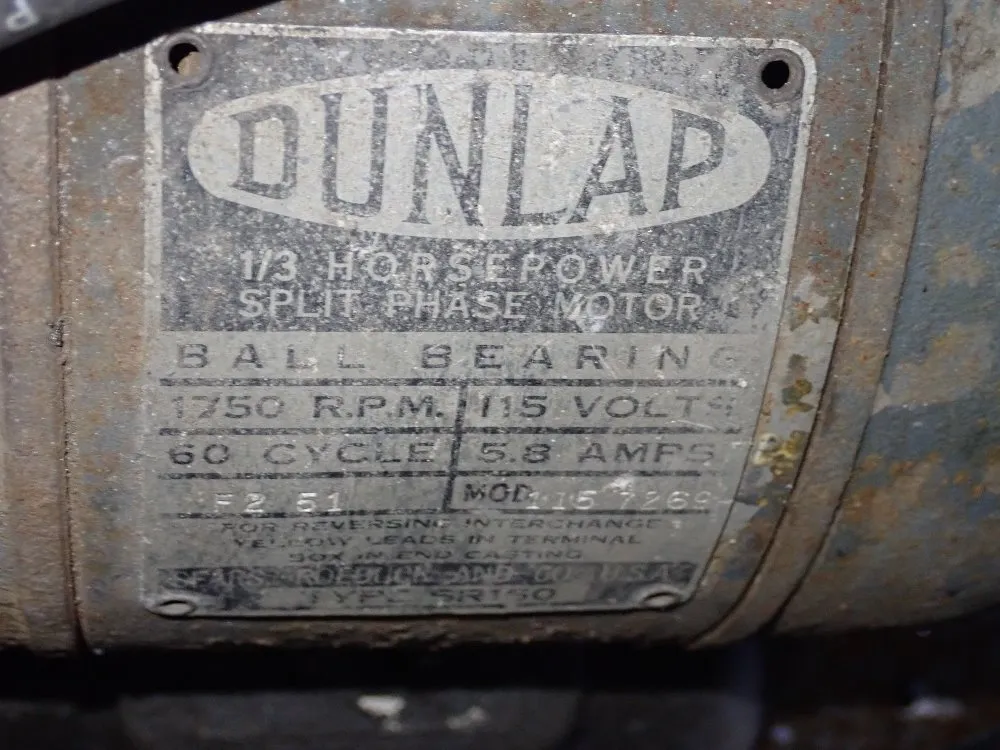 P
DUNLAP
1/3 HORSEPOWER
SPLIT PHASE MOTOR
BALL BEARING
1750 R.P.M. 115 VOLTS
60 CYCLE 5.8 AMPS
F2 51 MOD. 115 7269
FOR REVERSING INTERCHANGE
YELLOW LEADS IN TERMINAL
BOX IN END CASTING
SEARS, ROEBUCK AND CO. U.S.A.
TYPE SR150